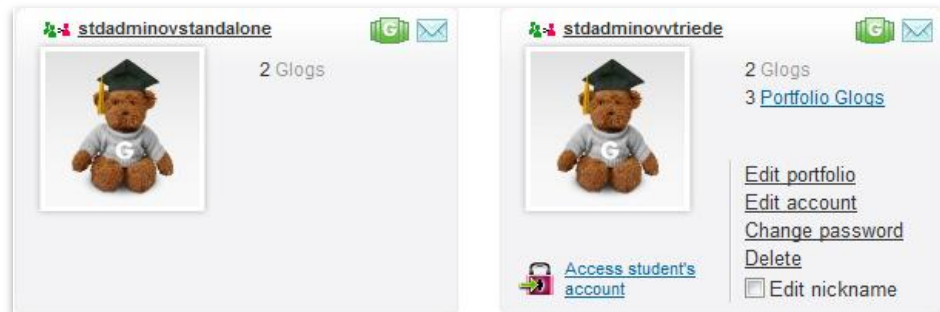 stdadminovstandalone
G
2 Glogs
G
stdadminovvtriede
G
2 Glogs
3 Portfolio Glogs
G
Edit portfolio
Edit account
Change password
Delete
Edit nickname
Access student's
account